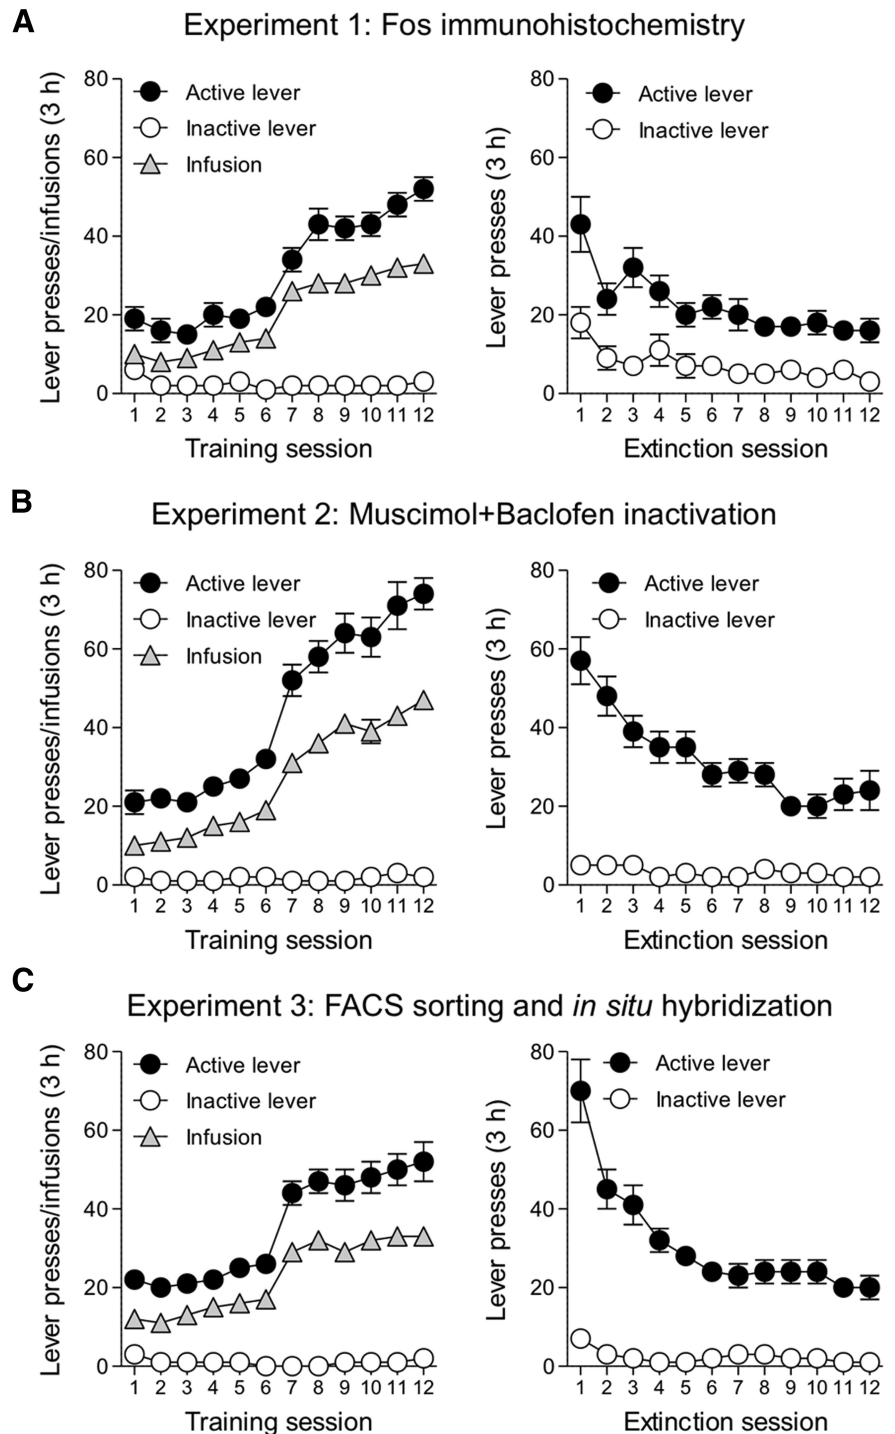 A
Experiment 1: Fos immunohistochemistry
Lever presses/infusions (3 h)
80
60
40
20
0
Active lever
Inactive lever
Infusion
1 2 3 4 5 6 7 8 9 10 11 12
Training session
Lever presses (3 h)
80
60
40
20
0
Active lever
Inactive lever
1 2 3 4 5 6 7 8 9 10 11 12
Extinction session
B
Experiment 2: Muscimol+Baclofen inactivation
Lever presses/infusions (3 h)
80
60
40
20
0
Active lever
Inactive lever
Infusion
1 2 3 4 5 6 7 8 9 10 11 12
Training session
Lever presses (3 h)
80
60
40
20
0
Active lever
Inactive lever
1 2 3 4 5 6 7 8 9 10 11 12
Extinction session
C
Experiment 3: FACS sorting and in situ hybridization
Lever presses/infusions (3 h)
80
60
40
20
0
Active lever
Inactive lever
Infusion
1 2 3 4 5 6 7 8 9 10 11 12
Training session
Lever presses (3 h)
80
60
40
20
0
Active lever
Inactive lever
1 2 3 4 5 6 7 8 9 10 11 12
Extinction session